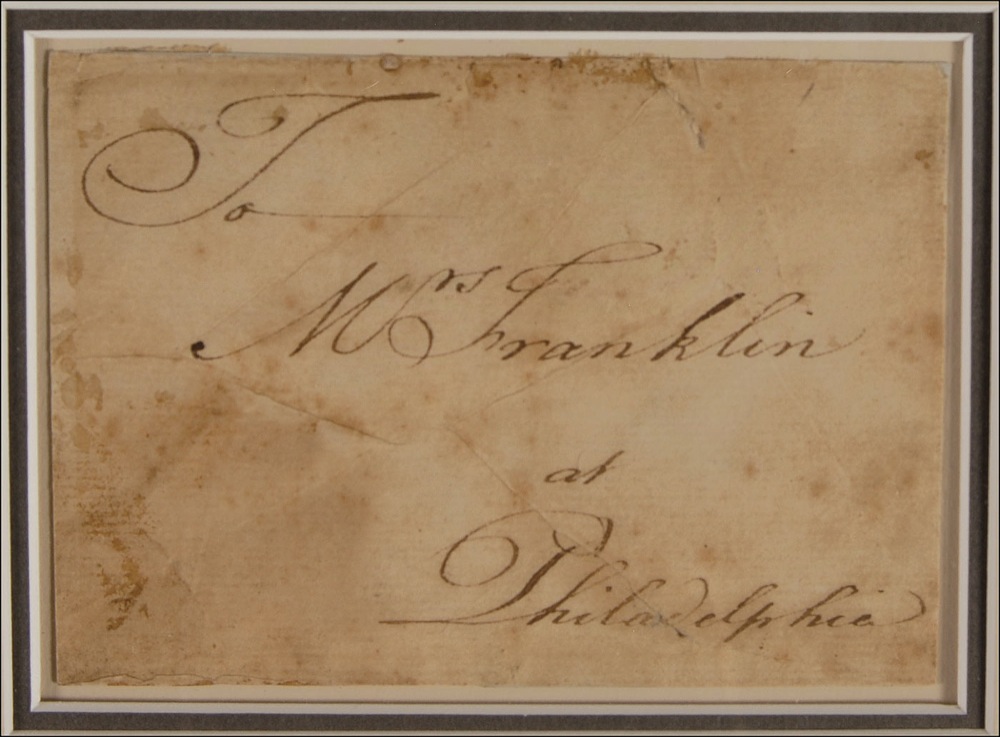 To
Mrs Franklin
at
Philadelphia